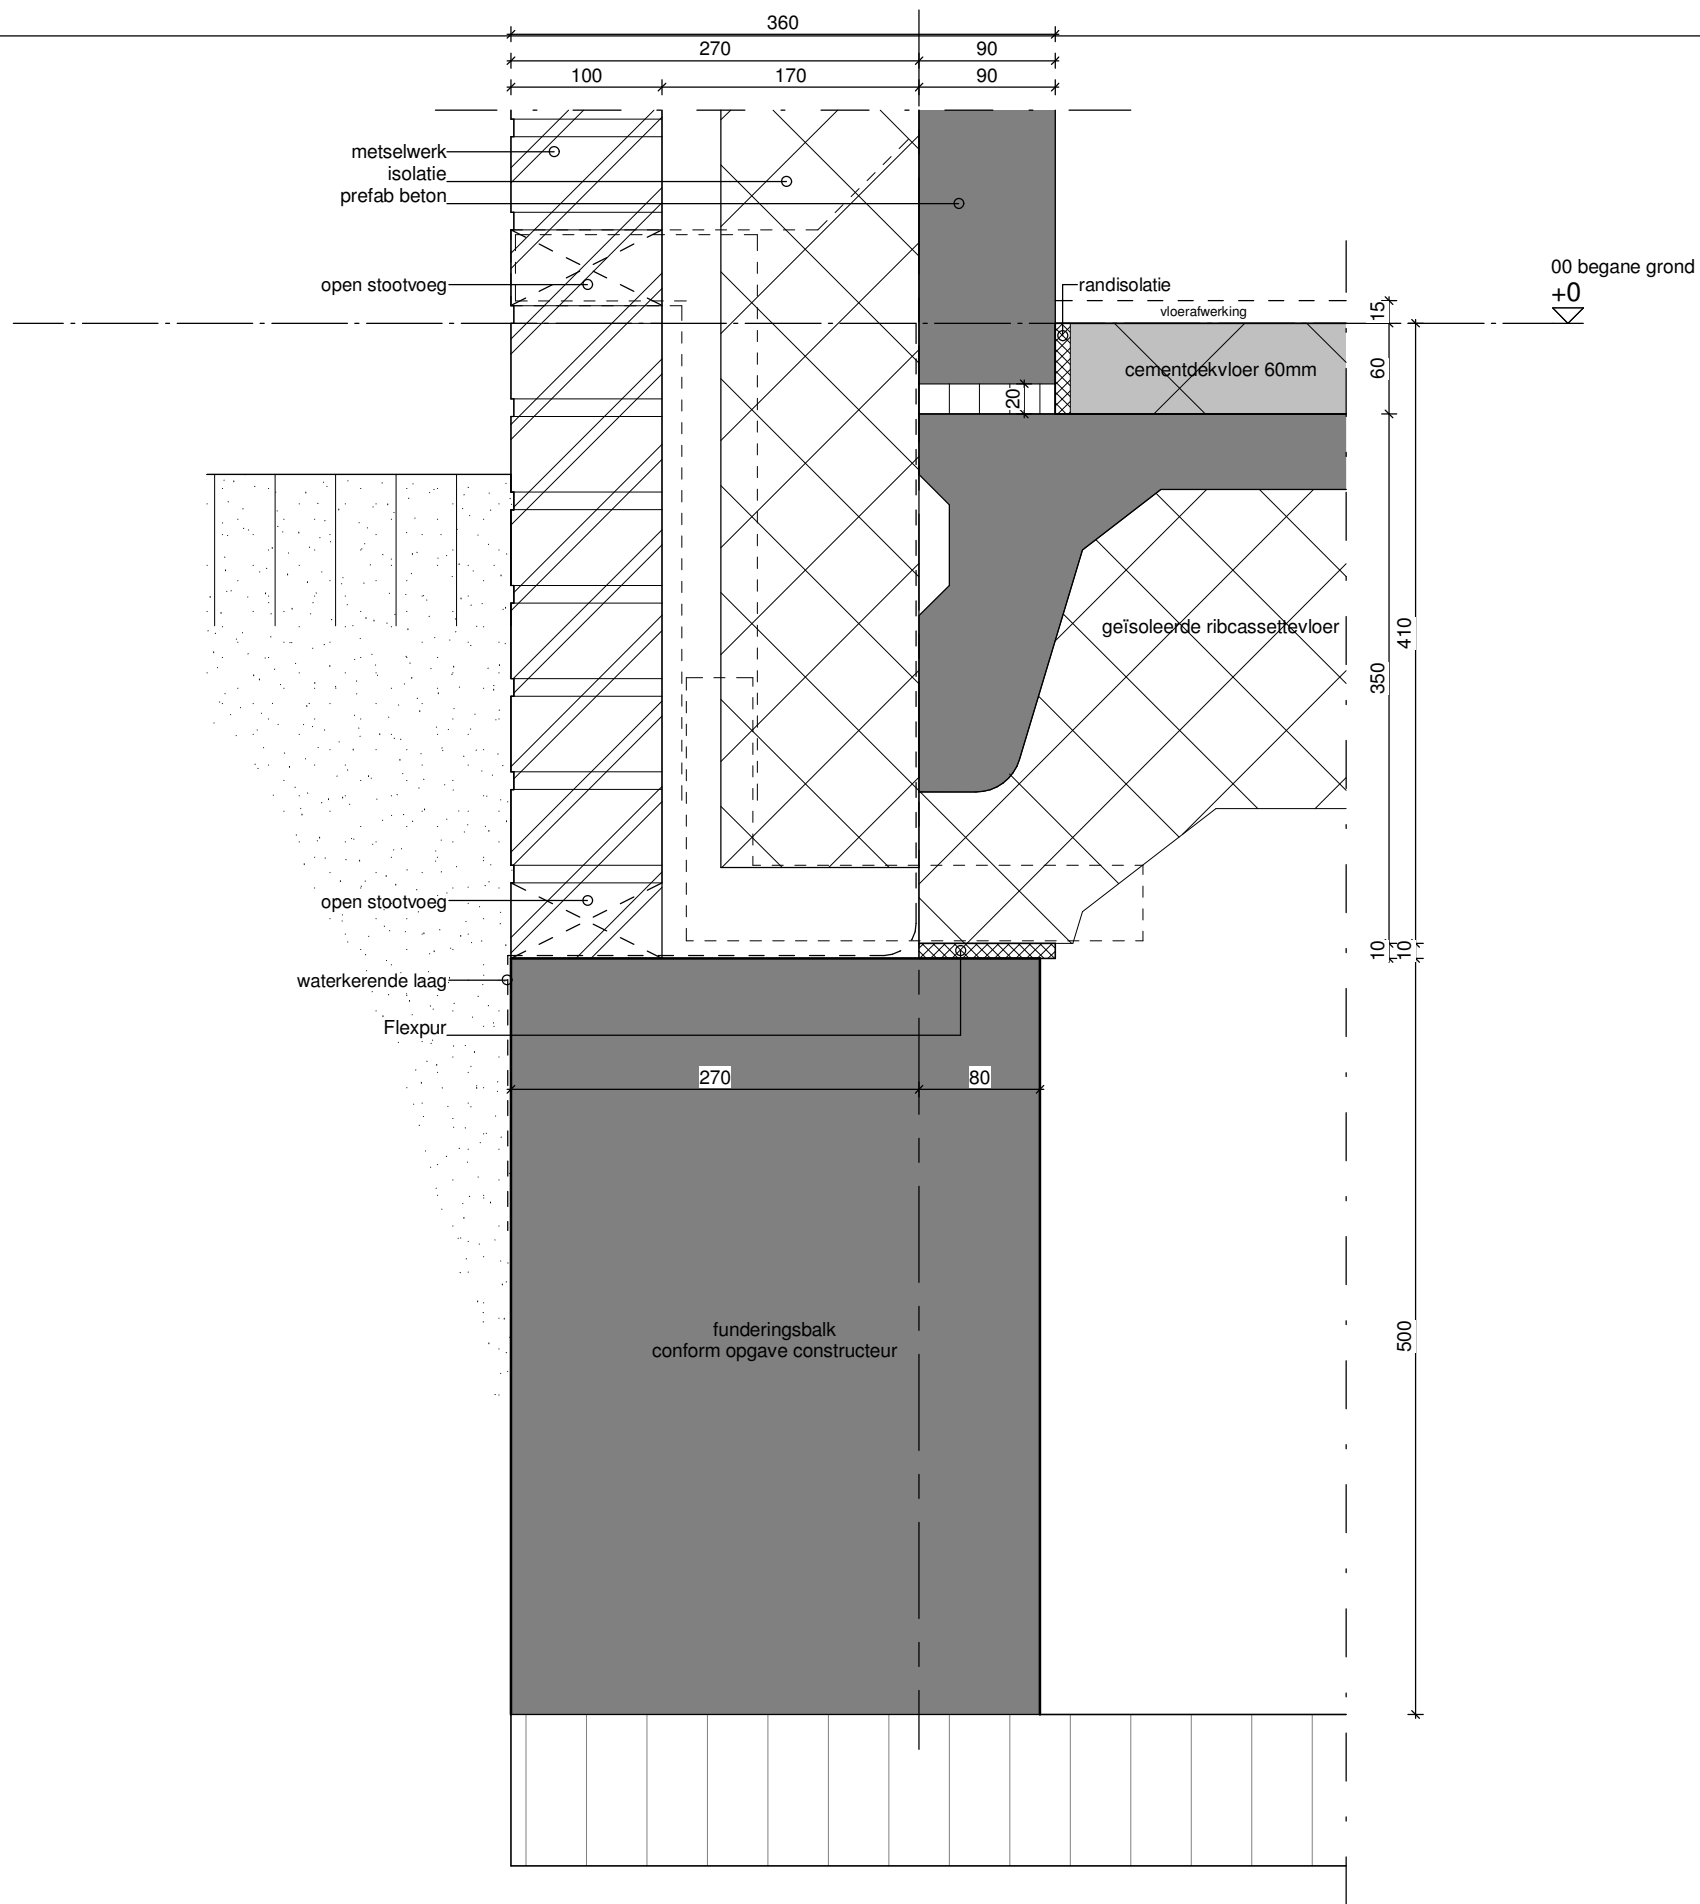 360
270
90
100
170
90
metselwerk
isolatie
prefab beton
open stootvoeg
randisolatie
00 begane grond
+0
vloerafwerking
15
cementdekvloer 60mm
60
20
geïsoleerde ribcassettevloer
410
350
open stootvoeg
10
10
waterkerende laag
Flexpur
270
80
funderingsbalk
conform opgave constructeur
500